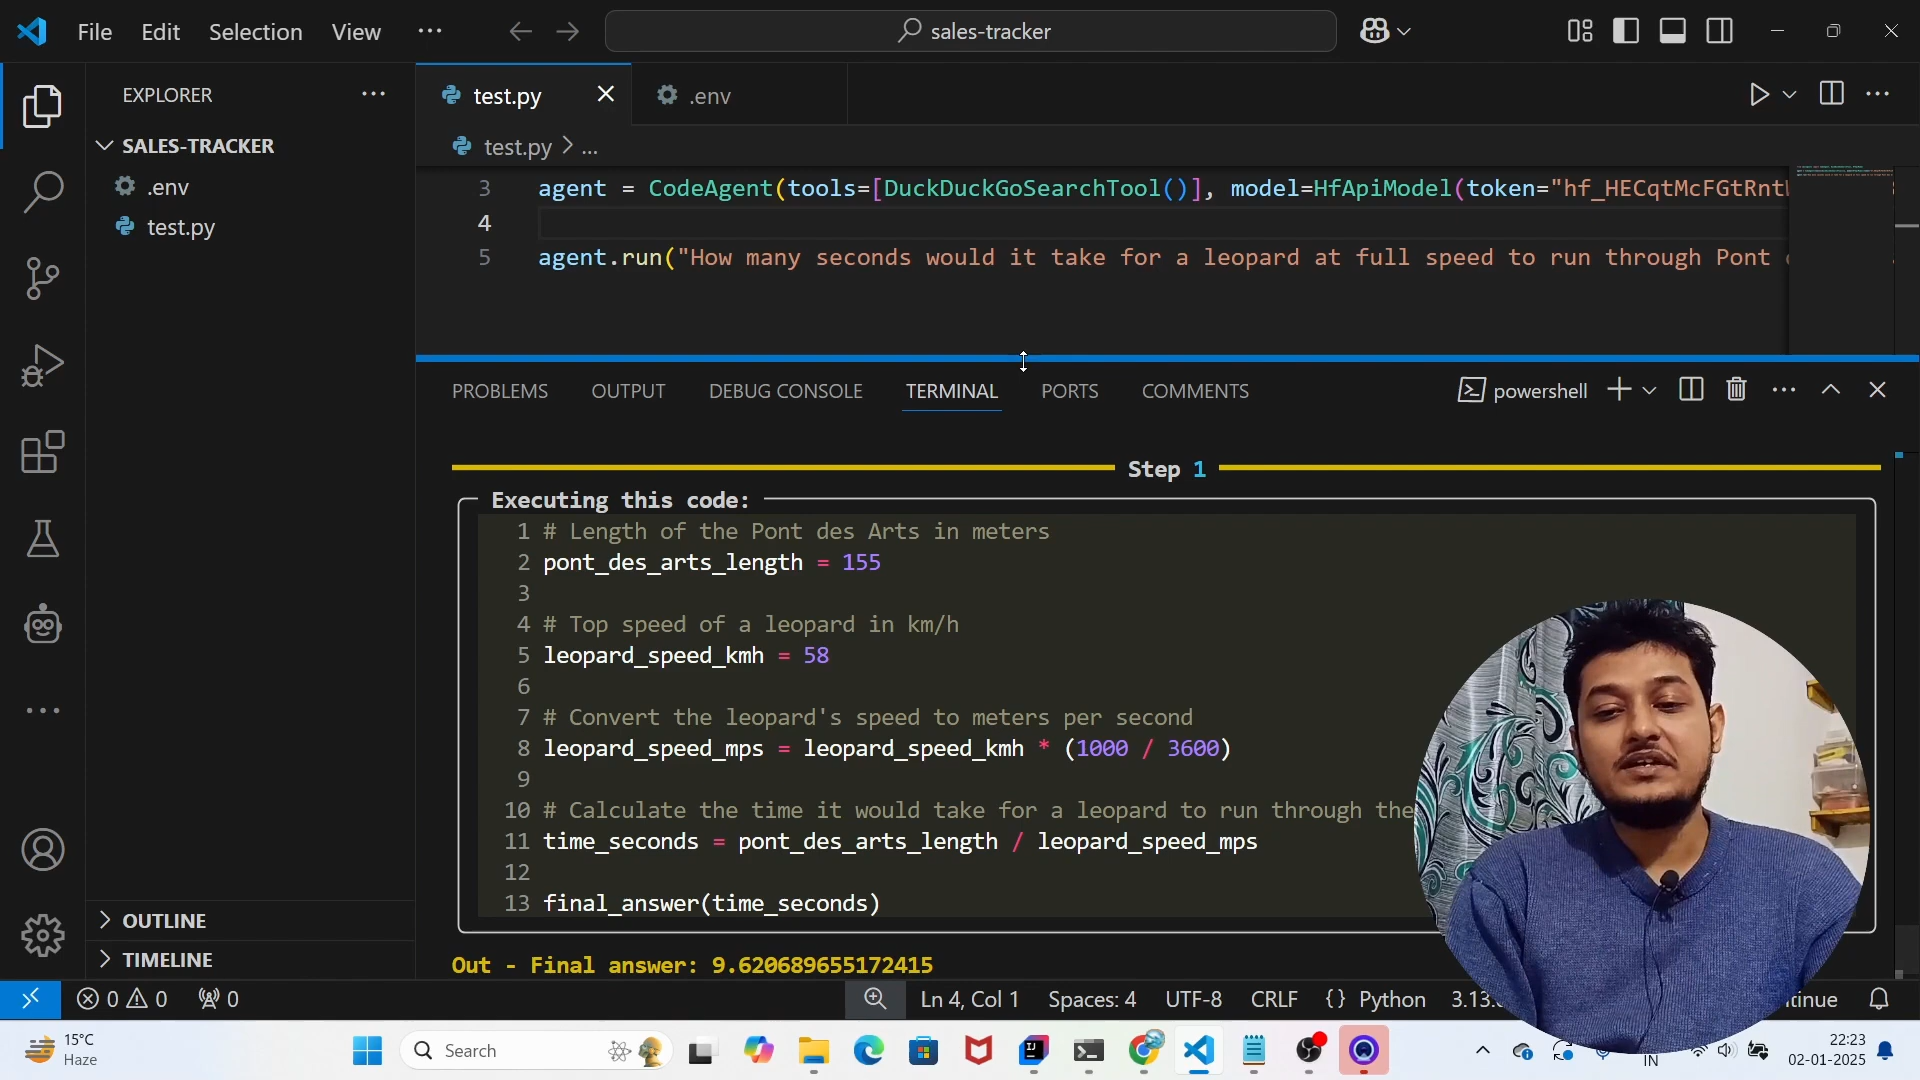 File Edit Selection View ... sales-tracker
EXPLORER ...
SALES-TRACKER
.env
test.py
test.py .env
test.py > ...
3 agent = CodeAgent(tools=[DuckDuckGoSearchTool()], model=HfApiModel(token="
4
5 agent.run("How many seconds would it take for a leopard at full speed to run through Pont
PROBLEMS OUTPUT DEBUG CONSOLE TERMINAL PORTS COMMENTS powershell
Step 1
Executing this code:
1 # Length of the Pont des Arts in meters
2 pont_des_arts_length = 155
3
4 # Top speed of a leopard in km/h
5 leopard_speed_kmh = 58
6
7 # Convert the leopard's speed to meters per second
8 leopard_speed_mps = leopard_speed_kmh * (1000 / 3600)
9
10 # Calculate the time it would take for a leopard to run through the
11 time_seconds = pont_des_arts_length / leopard_speed_mps
12
13 final_answer(time_seconds)
Out - Final answer: 9.620689655172415
OUTLINE
TIMELINE
0 0 0 Ln 4, Col 1 Spaces: 4 UTF-8 CRLF {} Python
15°C
Haze
Search
IN
22:23
02-01-2025